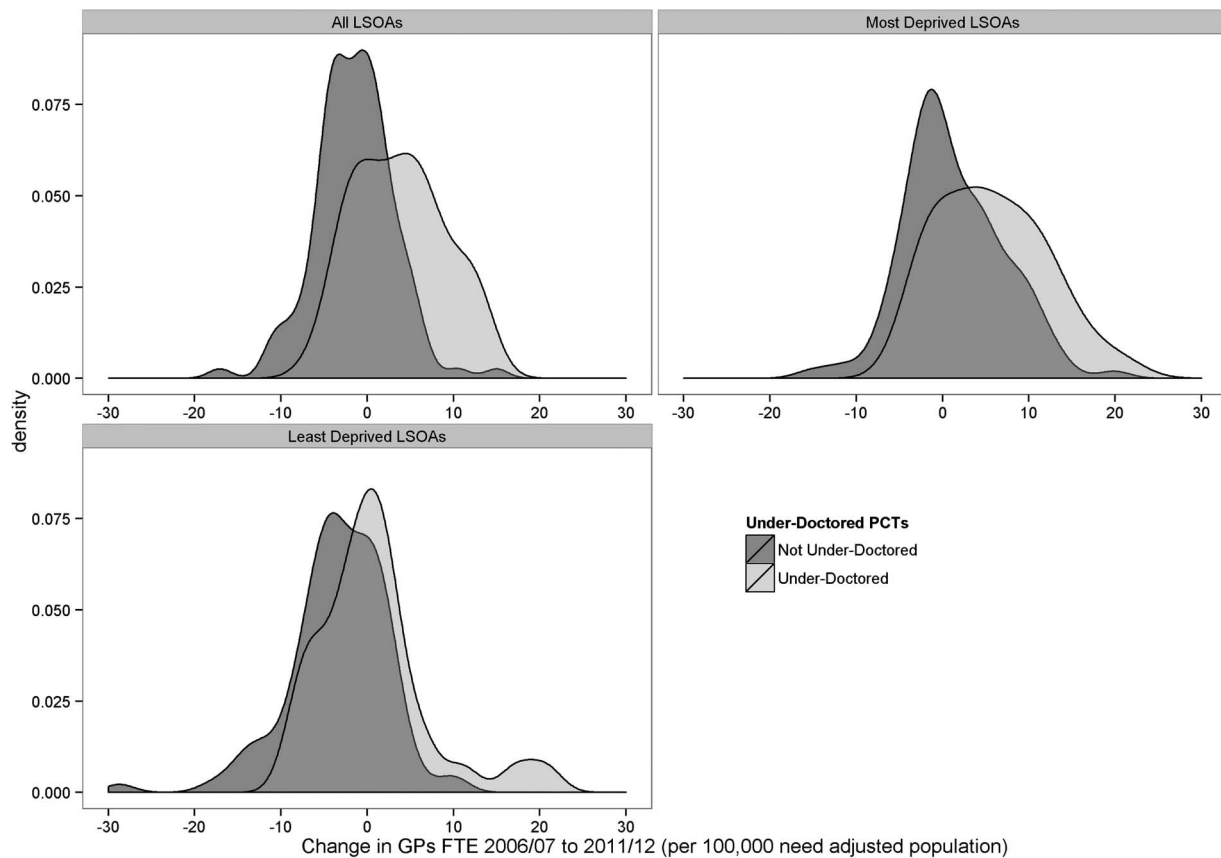 All LSOAs
Most Deprived LSOAs
0.075
0.050
0.025
0.000
-30 -20 -10 0 10 20 30
-30 -20 -10 0 10 20 30
density
Least Deprived LSOAs
0.075
0.050
0.025
0.000
-30 -20 -10 0 10 20 30
Under-Doctored PCTs
Not Under-Doctored
Under-Doctored
Change in GPs FTE 2006/07 to 2011/12 (per 100,000 need adjusted population)